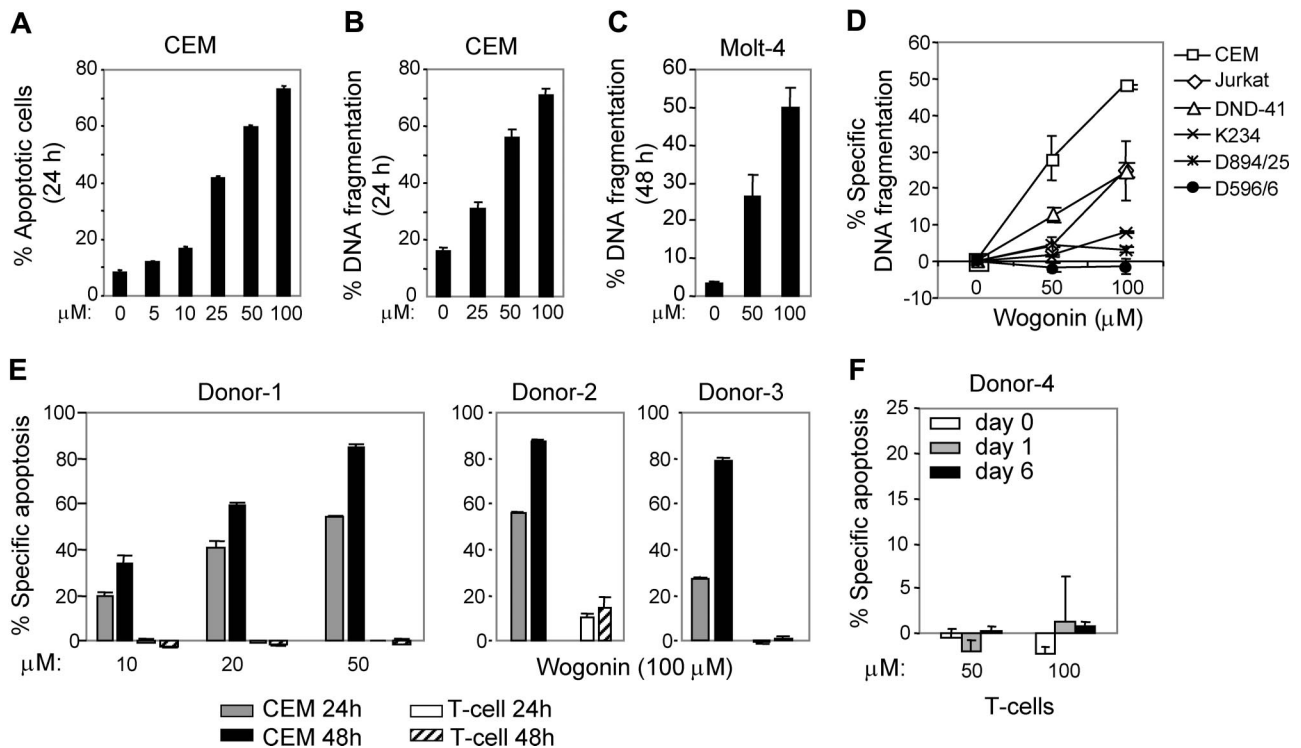 A
CEM
% Apoptotic cells
(24 h)
80
60
40
20
0
μM: 0 5 10 25 50 100
B
CEM
% DNA fragmentation
(24 h)
80
60
40
20
0
μM: 0 25 50 100
C
Molt-4
% DNA fragmentation
(48 h)
60
50
40
30
20
10
0
μM: 0 50 100
D
% Specific
DNA fragmentation
60
50
40
30
20
10
0
-10
0 50 100
Wogonin (μM)
CEM
Jurkat
DND-41
K234
D894/25
D596/6
E
Donor-1
% Specific apoptosis
100
80
60
40
20
0
μM: 10 20 50
Donor-2
100
80
60
40
20
0
Donor-3
100
80
60
40
20
0
Wogonin (100 μM)
CEM 24h
T-cell 24h
CEM 48h
T-cell 48h
F
Donor-4
% Specific apoptosis
25
20
15
10
5
0
day 0
day 1
day 6
μM: 50 100
T-cells